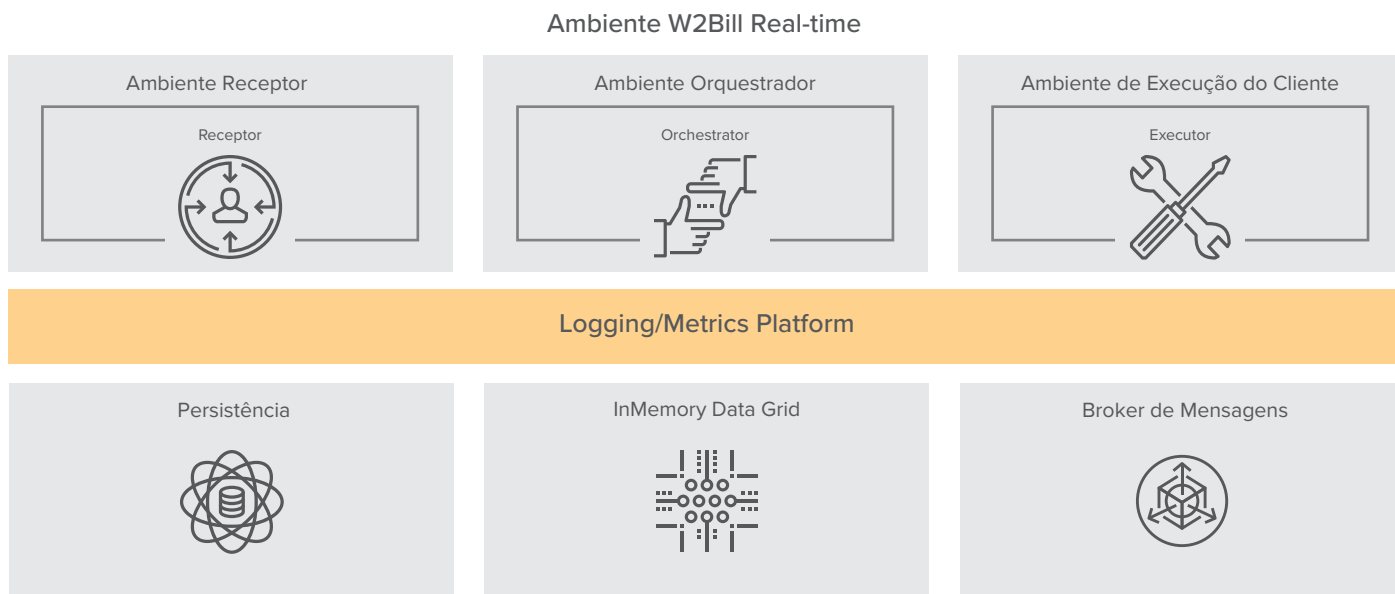 Ambiente W2Bill Real-time
Ambiente Receptor
Ambiente Orquestrador
Ambiente de Execução do Cliente
Receptor
Orchestrator
Executor
Logging/Metrics Platform
Persistência
InMemory Data Grid
Broker de Mensagens